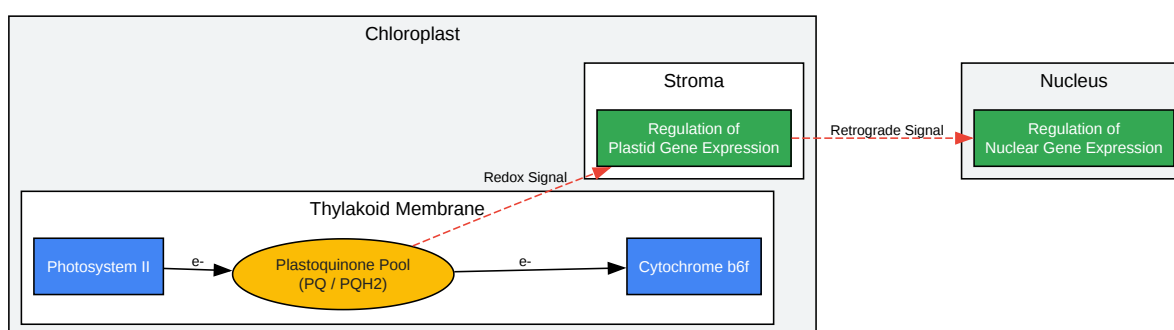 Chloroplast
Stroma
Nucleus
Regulation of
Plastid Gene Expression
Retrograde Signal
Regulation of
Nuclear Gene Expression
Redox Signal
Thylakoid Membrane
Photosystem II
e-
Plastoquinone Pool
(PQ / PQH2)
e-
Cytochrome b6f